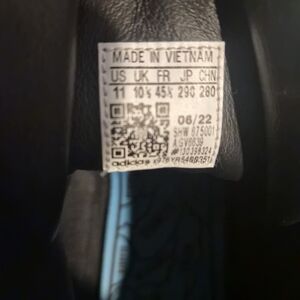 MADE IN VIETNAM
US UK FR JP CHN
11 10½ 45⅓ 290 280
06/22
SHW 675001
adidas